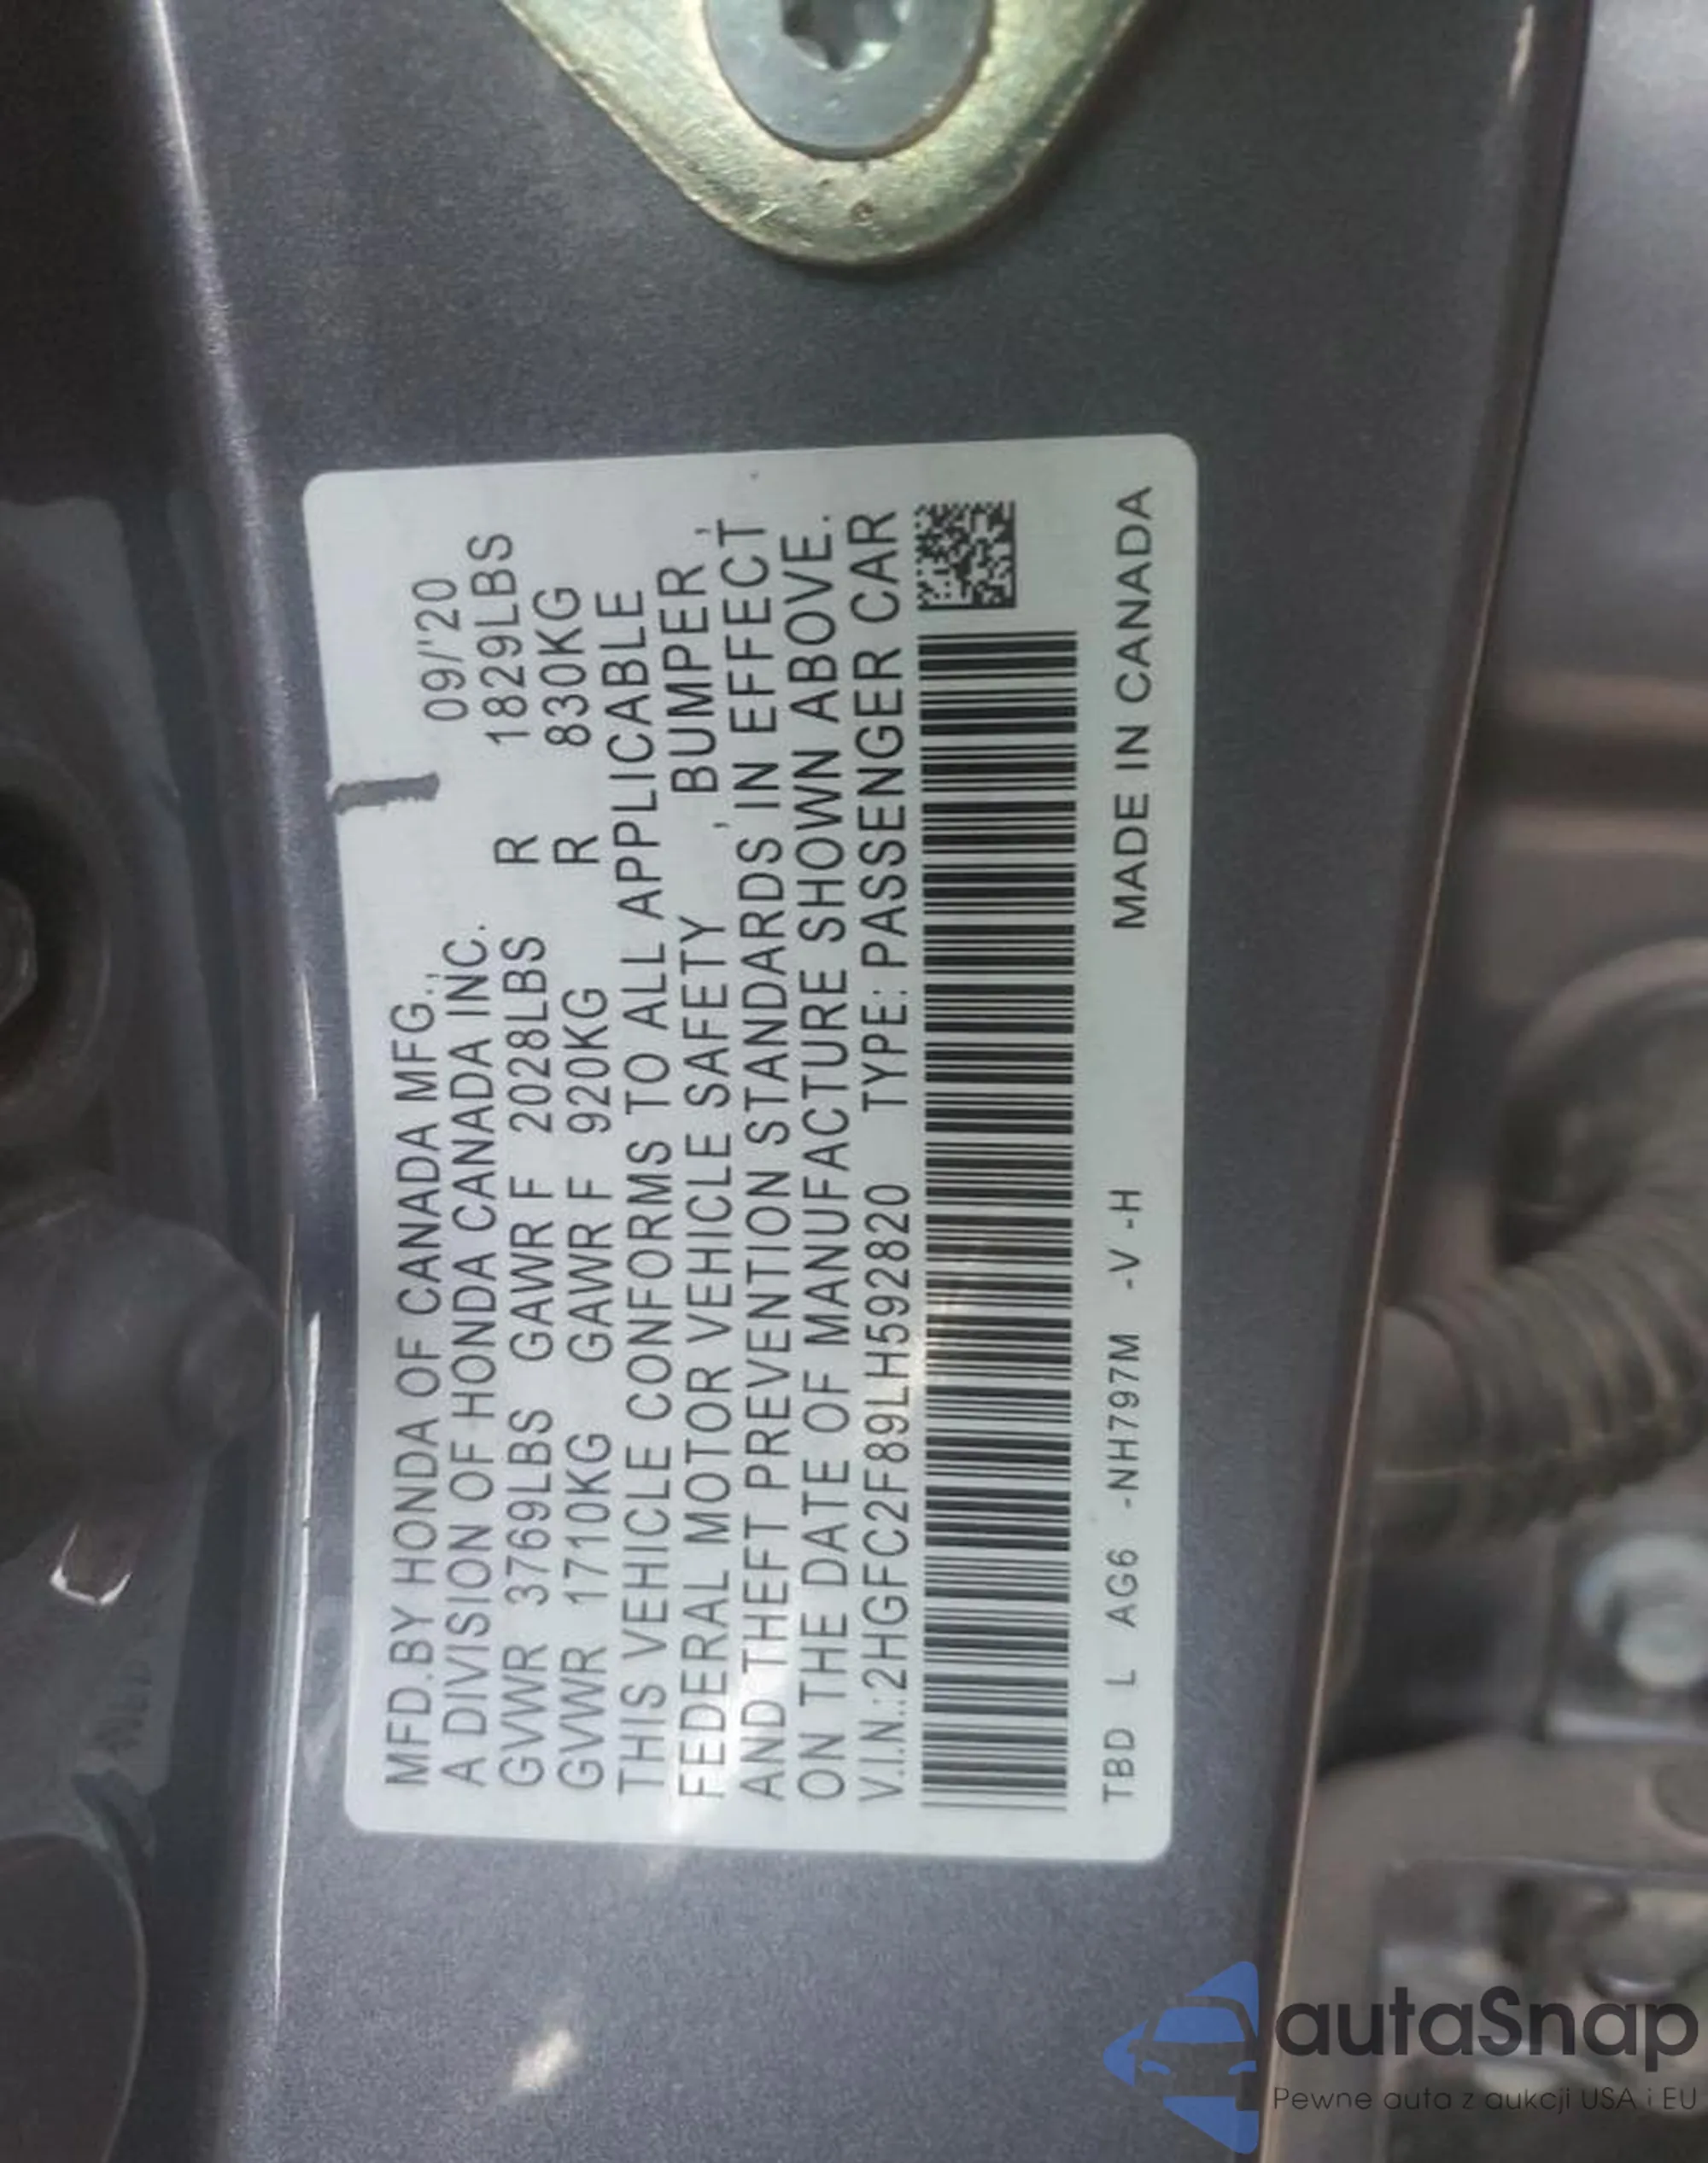 MFD.BY HONDA OF CANADA MFG., 09/'20
A DIVISION OF HONDA CANADA INC.
GVWR 3769LBS GAWR F 2028LBS R 1829LBS
GVWR 1710KG GAWR F 920KG R 830KG
THIS VEHICLE CONFORMS TO ALL APPLICABLE
FEDERAL MOTOR VEHICLE SAFETY , BUMPER ,
AND THEFT PREVENTION STANDARDS IN EFFECT
ON THE DATE OF MANUFACTURE SHOWN ABOVE.
V.I.N.:2HGFC2F89LH592820 TYPE: PASSENGER CAR
TBD L AG6 -NH797M -V -H MADE IN CANADA
autaSnap
Pewne auta z aukcji USA i EU